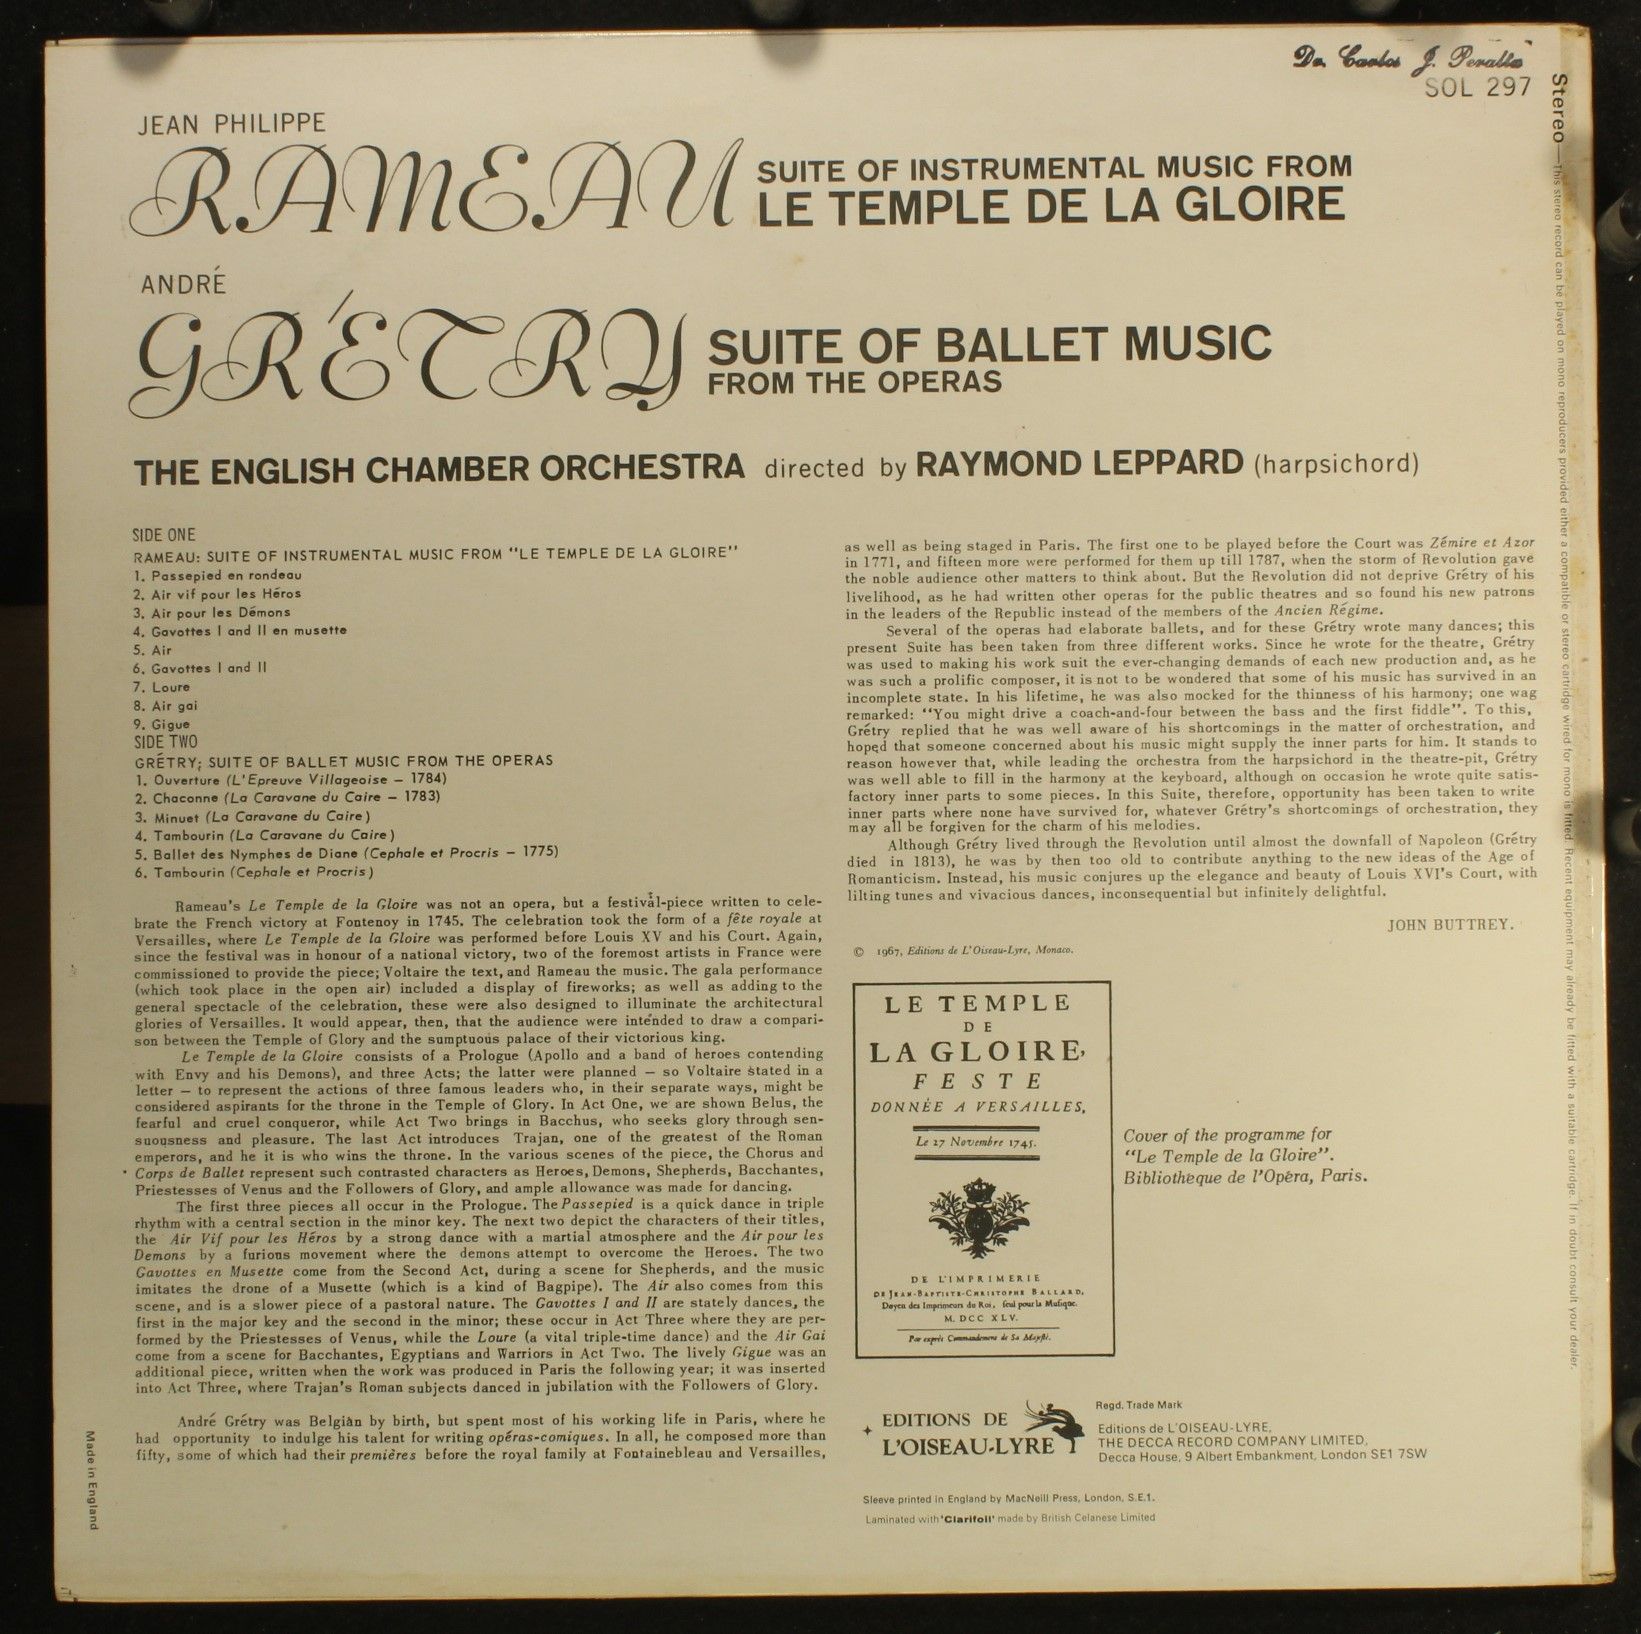 Dr. Carlos J. Peralta
SOL 297
JEAN PHILIPPE
RAMEAU
SUITE OF INSTRUMENTAL MUSIC FROM
LE TEMPLE DE LA GLOIRE
ANDRÉ
GRÉTRY
SUITE OF BALLET MUSIC
FROM THE OPERAS
THE ENGLISH CHAMBER ORCHESTRA directed by RAYMOND LEPPARD (harpsichord)
SIDE ONE
RAMEAU: SUITE OF INSTRUMENTAL MUSIC FROM "LE TEMPLE DE LA GLOIRE"
1. Passepied en rondeau
2. Air vif pour les Héros
3. Air pour les Démons
4. Gavottes I and II en musette
5. Air
6. Gavottes I and II
7. Loure
8. Air gai
9. Gigue
SIDE TWO
GRÉTRY; SUITE OF BALLET MUSIC FROM THE OPERAS
1. Ouverture (L'Epreuve Villageoise – 1784)
2. Chaconne (La Caravane du Caire – 1783)
3. Minuet (La Caravane du Caire)
4. Tambourin (La Caravane du Caire)
5. Ballet des Nymphes de Diane (Cephale et Procris – 1775)
6. Tambourin (Cephale et Procris)
Rameau's Le Temple de la Gloire was not an opera, but a festival-piece written to cele-
brate the French victory at Fontenoy in 1745. The celebration took the form of a fête royale at
Versailles, where Le Temple de la Gloire was performed before Louis XV and his Court. Again,
since the festival was in honour of a national victory, two of the foremost artists in France were
commissioned to provide the piece; Voltaire the text, and Rameau the music. The gala performance
(which took place in the open air) included a display of fireworks; as well as adding to the
general spectacle of the celebration, these were also designed to illuminate the architectural
glories of Versailles. It would appear, then, that the audience were intended to draw a compari-
son between the Temple of Glory and the sumptuous palace of their victorious king.
Le Temple de la Gloire consists of a Prologue (Apollo and a band of heroes contending
with Envy and his Demons), and three Acts; the latter were planned – so Voltaire stated in a
letter – to represent the actions of three famous leaders who, in their separate ways, might be
considered aspirants for the throne in the Temple of Glory. In Act One, we are shown Belus, the
fearful and cruel conqueror, while Act Two brings in Bacchus, who seeks glory through sen-
suousness and pleasure. The last Act introduces Trajan, one of the greatest of the Roman
emperors, and he it is who wins the throne. In the various scenes of the piece, the Chorus and
Corps de Ballet represent such contrasted characters as Heroes, Demons, Shepherds, Bacchantes,
Priestesses of Venus and the Followers of Glory, and ample allowance was made for dancing.
The first three pieces all occur in the Prologue. The Passepied is a quick dance in triple
rhythm with a central section in the minor key. The next two depict the characters of their titles,
the Air Vif pour les Héros by a strong dance with a martial atmosphere and the Air pour les
Demons by a furious movement where the demons attempt to overcome the Heroes. The two
Gavottes en Musette come from the Second Act, during a scene for Shepherds, and the music
imitates the drone of a Musette (which is a kind of Bagpipe). The Air also comes from this
scene, and is a slower piece of a pastoral nature. The Gavottes I and II are stately dances, the
first in the major key and the second in the minor; these occur in Act Three where they are per-
formed by the Priestesses of Venus, while the Loure (a vital triple-time dance) and the Air Gai
come from a scene for Bacchantes, Egyptians and Warriors in Act Two. The lively Gigue was an
additional piece, written when the work was produced in Paris the following year; it was inserted
into Act Three, where Trajan's Roman subjects danced in jubilation with the Followers of Glory.
André Grétry was Belgian by birth, but spent most of his working life in Paris, where he
had opportunity to indulge his talent for writing opéras-comiques. In all, he composed more than
fifty, some of which had their premières before the royal family at Fontainebleau and Versailles,
as well as being staged in Paris. The first one to be played before the Court was Zémire et Azor
in 1771, and fifteen more were performed for them up till 1787, when the storm of Revolution gave
the noble audience other matters to think about. But the Revolution did not deprive Grétry of his
livelihood, as he had written other operas for the public theatres and so found his new patrons
in the leaders of the Republic instead of the members of the Ancien Régime.
Several of the operas had elaborate ballets, and for these Grétry wrote many dances; this
present Suite has been taken from three different works. Since he wrote for the theatre, Grétry
was used to making his work suit the ever-changing demands of each new production and, as he
was such a prolific composer, it is not to be wondered that some of his music has survived in an
incomplete state. In his lifetime, he was also mocked for the thinness of his harmony; one wag
remarked: "You might drive a coach-and-four between the bass and the first fiddle". To this,
Grétry replied that he was well aware of his shortcomings in the matter of orchestration, and
hoped that someone concerned about his music might supply the inner parts for him. It stands to
reason however that, while leading the orchestra from the harpsichord in the theatre-pit, Grétry
was well able to fill in the harmony at the keyboard, although on occasion he wrote quite satis-
factory inner parts to some pieces. In this Suite, therefore, opportunity has been taken to write
inner parts where none have survived for, whatever Grétry's shortcomings of orchestration, they
may all be forgiven for the charm of his melodies.
Although Grétry lived through the Revolution until almost the downfall of Napoleon (Grétry
died in 1813), he was by then too old to contribute anything to the new ideas of the Age of
Romanticism. Instead, his music conjures up the elegance and beauty of Louis XVI's Court, with
lilting tunes and vivacious dances, inconsequential but infinitely delightful.
JOHN BUTTREY.
© 1967, Editions de L'Oiseau-Lyre, Monaco.
LE TEMPLE
DE
LA GLOIRE,
FESTE
DONNÉE A VERSAILLES,
Le 27 Novembre 1745.
DE L'IMPRIMERIE
DE JEAN-BAPTISTE-CHRISTOPHE BALLARD,
Doyen des Imprimeurs du Roi, seul pour la Musique.
M. DCC XLV.
Par exprès Commandement de Sa Majesté.
Cover of the programme for
"Le Temple de la Gloire".
Bibliothèque de l'Opéra, Paris.
EDITIONS DE
L'OISEAU-LYRE
Regd. Trade Mark
Editions de L'OISEAU-LYRE,
THE DECCA RECORD COMPANY LIMITED,
Decca House, 9 Albert Embankment, London SE1 7SW
Sleeve printed in England by MacNeill Press, London, S.E.1.
Laminated with 'Clarifoil' made by British Celanese Limited
Made in England
Stereo—This stereo record can be played on mono reproducers provided either a compatible or stereo cartridge wired for mono is fitted. Recent equipment may already be fitted with a suitable cartridge. If in doubt consult your dealer.